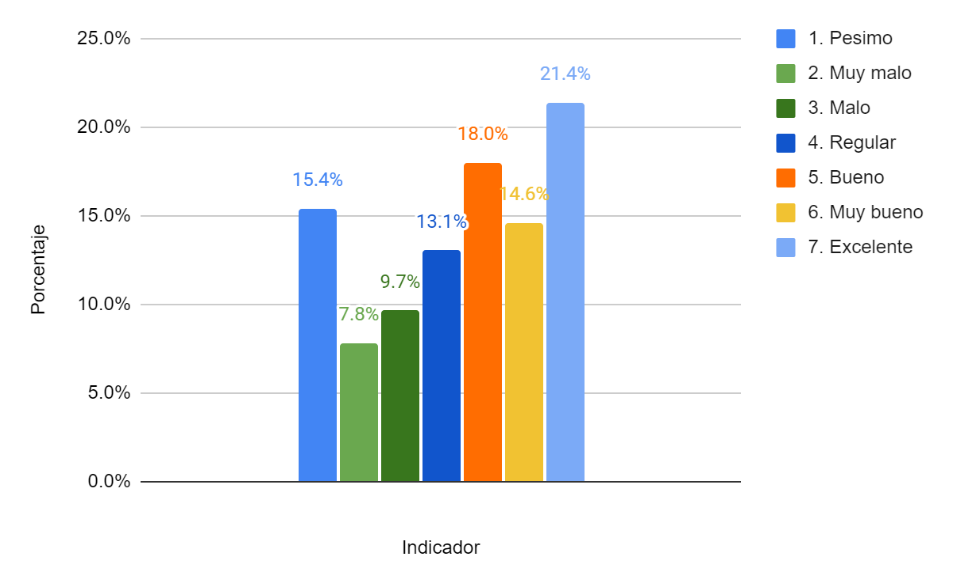 25.0%
20.0%
15.0%
10.0%
5.0%
0.0%
Porcentaje
15.4%
7.8%
9.7%
13.1%
18.0%
14.6%
21.4%
Indicador
1. Pesimo
2. Muy malo
3. Malo
4. Regular
5. Bueno
6. Muy bueno
7. Excelente